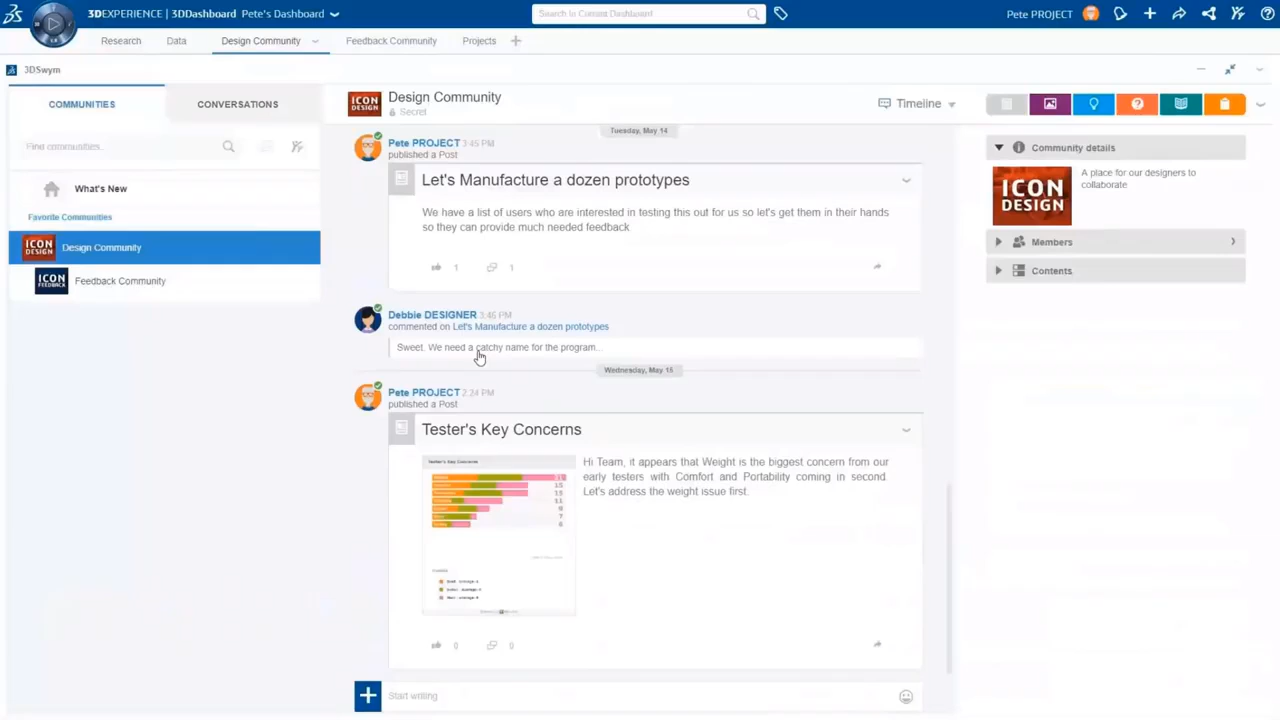 3DEXPERIENCE | 3DDashboard Pete's Dashboard
Search in Content Dashboard
Pete PROJECT
Research
Data
Design Community
Feedback Community
Projects
3DSwym
COMMUNITIES
CONVERSATIONS
Find communities.
What's New
Favorite Communities
ICON DESIGN
Design Community
ICON FEEDBACK
Feedback Community
ICON DESIGN
Design Community
Secret
Timeline
Tuesday, May 14
Pete PROJECT 3:45 PM
published a Post
Let's Manufacture a dozen prototypes
We have a list of users who are interested in testing this out for us so let's get them in their hands
so they can provide much needed feedback
1
1
Debbie DESIGNER 3:46 PM
commented on Let's Manufacture a dozen prototypes
Sweet. We need a catchy name for the program...
Wednesday, May 15
Pete PROJECT 2:24 PM
published a Post
Tester's Key Concerns
Tester's Key Concerns
15
15
11
7
Hi Team, it appears that Weight is the biggest concern from our
early testers with Comfort and Portability coming in second.
Let's address the weight issue first.
0
0
Start writing
Community details
ICON
DESIGN
A place for our designers to
collaborate
Members
Contents